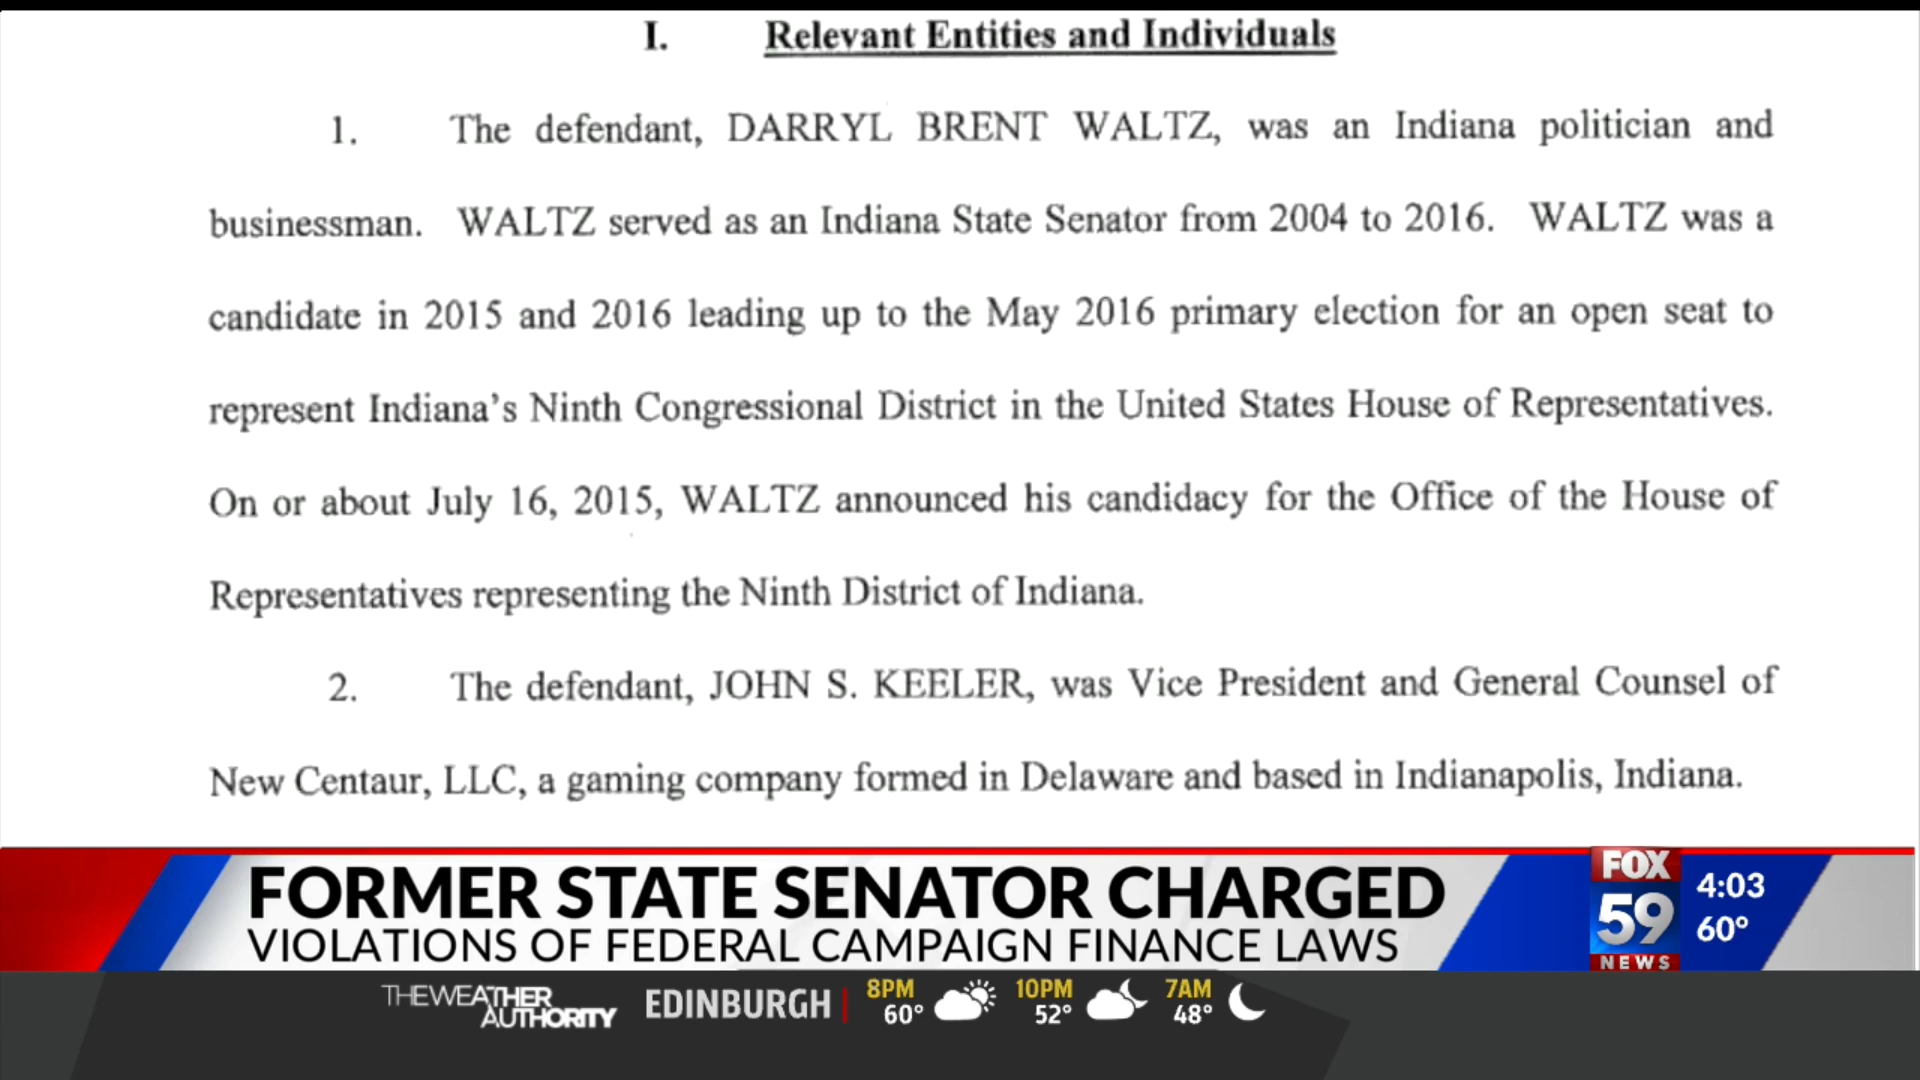 I. Relevant Entities and Individuals
1. The defendant, DARRYL BRENT WALTZ, was an Indiana politician and
businessman. WALTZ served as an Indiana State Senator from 2004 to 2016. WALTZ was a
candidate in 2015 and 2016 leading up to the May 2016 primary election for an open seat to
represent Indiana's Ninth Congressional District in the United States House of Representatives.
On or about July 16, 2015, WALTZ announced his candidacy for the Office of the House of
Representatives representing the Ninth District of Indiana.
2. The defendant, JOHN S. KEELER, was Vice President and General Counsel of
New Centaur, LLC, a gaming company formed in Delaware and based in Indianapolis, Indiana.
FORMER STATE SENATOR CHARGED
VIOLATIONS OF FEDERAL CAMPAIGN FINANCE LAWS
FOX
59
NEWS
4:03
60°
THE WEATHER
AUTHORITY
EDINBURGH
8PM
60°
10PM
52°
7AM
48°